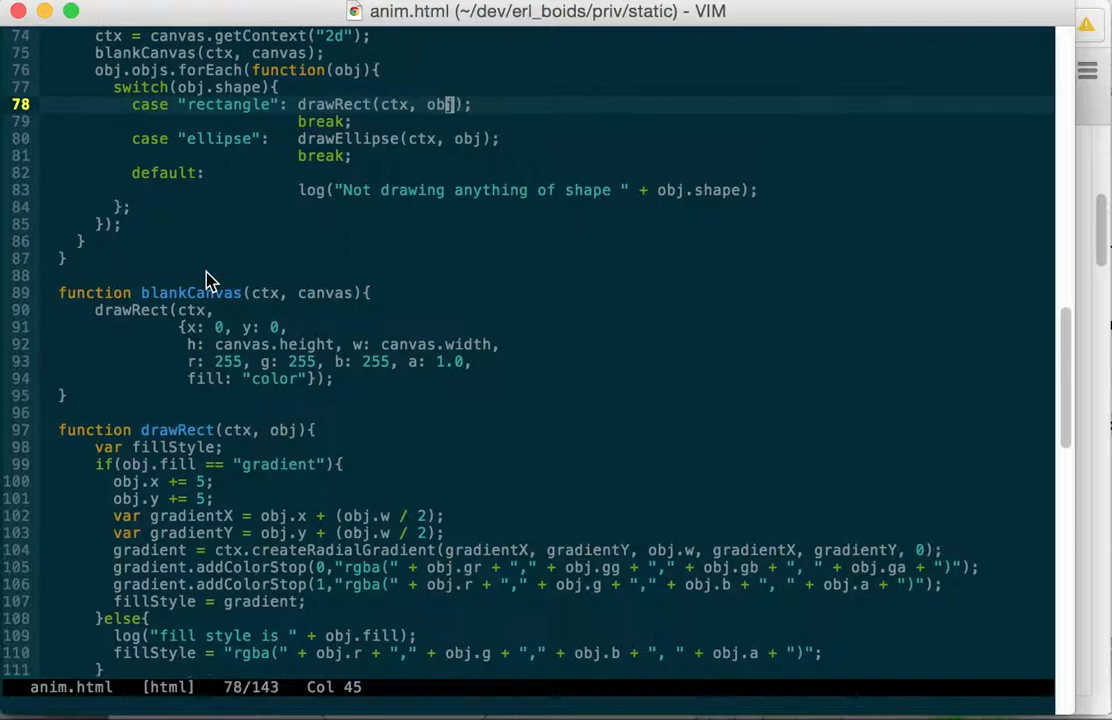 anim.html (~/dev/erl_boids/priv/static) - VIM
74 ctx = canvas.getContext("2d");
75 blankCanvas(ctx, canvas);
76 obj.objs.forEach(function(obj){
77 switch(obj.shape){
78 case "rectangle": drawRect(ctx, obj);
79 break;
80 case "ellipse": drawEllipse(ctx, obj);
81 break;
82 default:
83 log("Not drawing anything of shape " + obj.shape);
84 };
85 });
86 }
87 }
88
89 function blankCanvas(ctx, canvas){
90 drawRect(ctx,
91 {x: 0, y: 0,
92 h: canvas.height, w: canvas.width,
93 r: 255, g: 255, b: 255, a: 1.0,
94 fill: "color"});
95 }
96
97 function drawRect(ctx, obj){
98 var fillStyle;
99 if(obj.fill == "gradient"){
100 obj.x += 5;
101 obj.y += 5;
102 var gradientX = obj.x + (obj.w / 2);
103 var gradientY = obj.y + (obj.w / 2);
104 gradient = ctx.createRadialGradient(gradientX, gradientY, obj.w, gradientX, gradientY, 0);
105 gradient.addColorStop(0,"rgba(" + obj.gr + "," + obj.gg + "," + obj.gb + ", " + obj.ga + ")");
106 gradient.addColorStop(1,"rgba(" + obj.r + "," + obj.g + "," + obj.b + ", " + obj.a + ")");
107 fillStyle = gradient;
108 }else{
109 log("fill style is " + obj.fill);
110 fillStyle = "rgba(" + obj.r + "," + obj.g + "," + obj.b + ", " + obj.a + ")";
111 }
anim.html [html] 78/143 Col 45